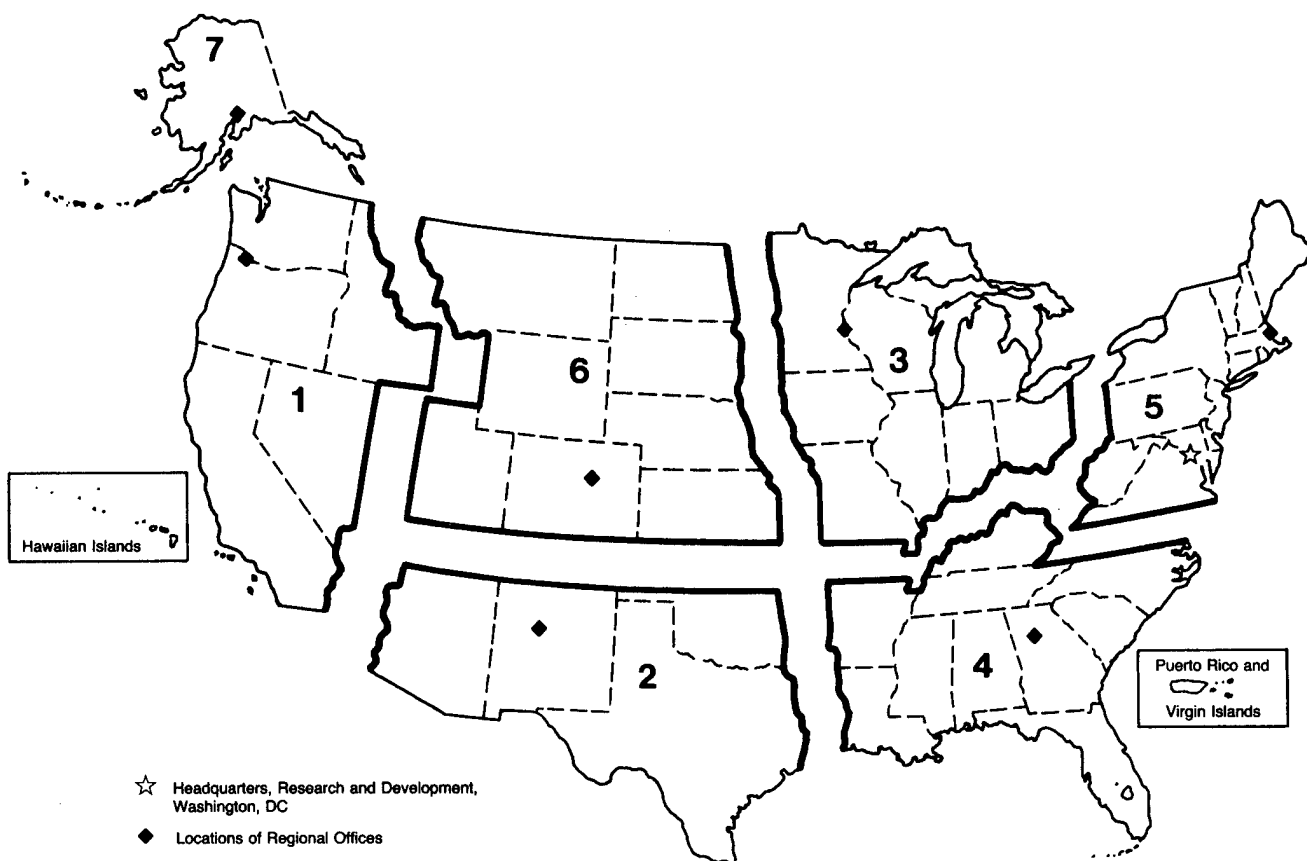 7
6
3
1
5
Hawaiian Islands
4
2
Puerto Rico and
Virgin Islands
Headquarters, Research and Development,
Washington, DC
Locations of Regional Offices